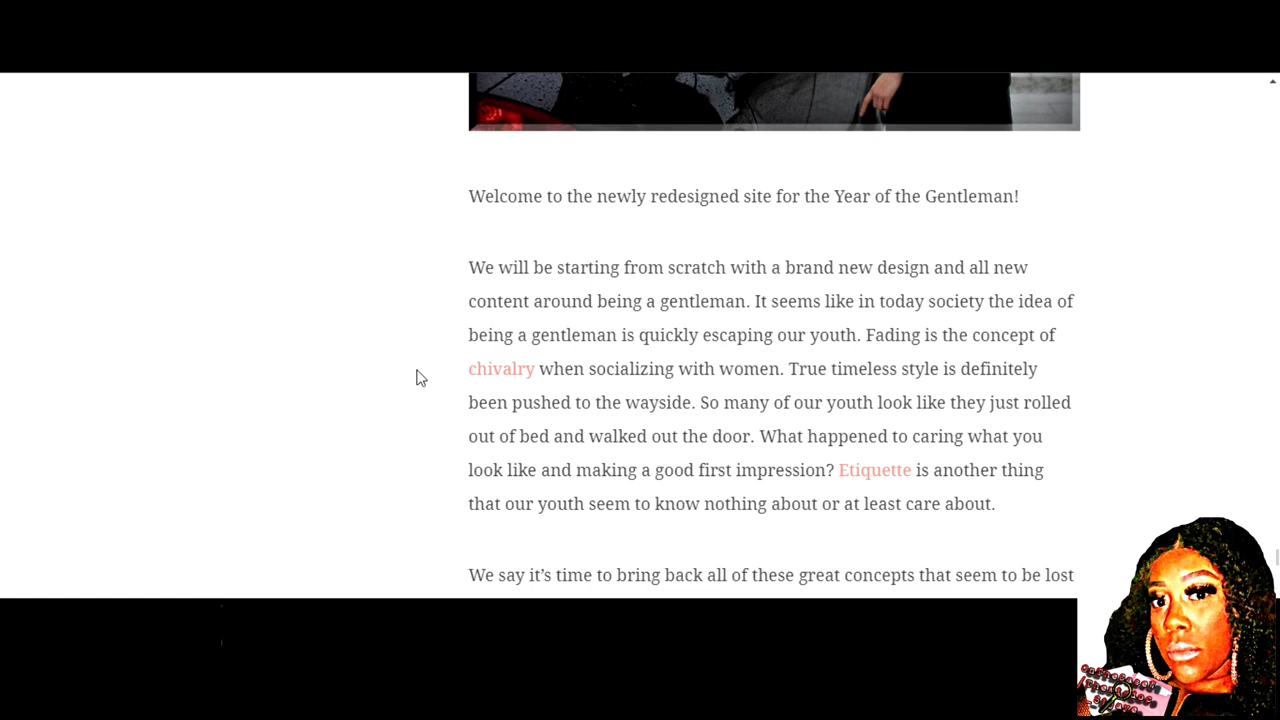 Welcome to the newly redesigned site for the Year of the Gentleman!
We will be starting from scratch with a brand new design and all new
content around being a gentleman. It seems like in today society the idea of
being a gentleman is quickly escaping our youth. Fading is the concept of
chivalry when socializing with women. True timeless style is definitely
been pushed to the wayside. So many of our youth look like they just rolled
out of bed and walked out the door. What happened to caring what you
look like and making a good first impression? Etiquette is another thing
that our youth seem to know nothing about or at least care about.
We say it’s time to bring back all of these great concepts that seem to be lost